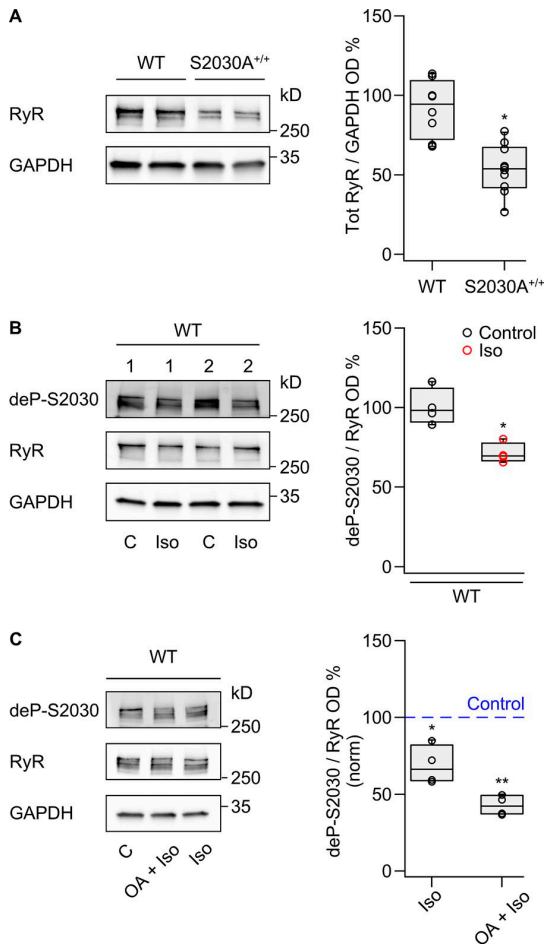 A
WT S2030A+/+
kD
RyR
250
GAPDH
35
Tot RyR / GAPDH OD %
150
100
50
0
*
WT S2030A+/+
B
WT
1 1 2 2
kD
deP-S2030
250
RyR
250
GAPDH
35
C Iso C Iso
deP-S2030 / RyR OD %
150
100
50
0
Control
Iso
*
WT
C
WT
kD
deP-S2030
250
RyR
250
GAPDH
35
C OA + Iso Iso
deP-S2030 / RyR OD %
(norm)
150
100
50
0
Control
*
**
Iso OA + Iso